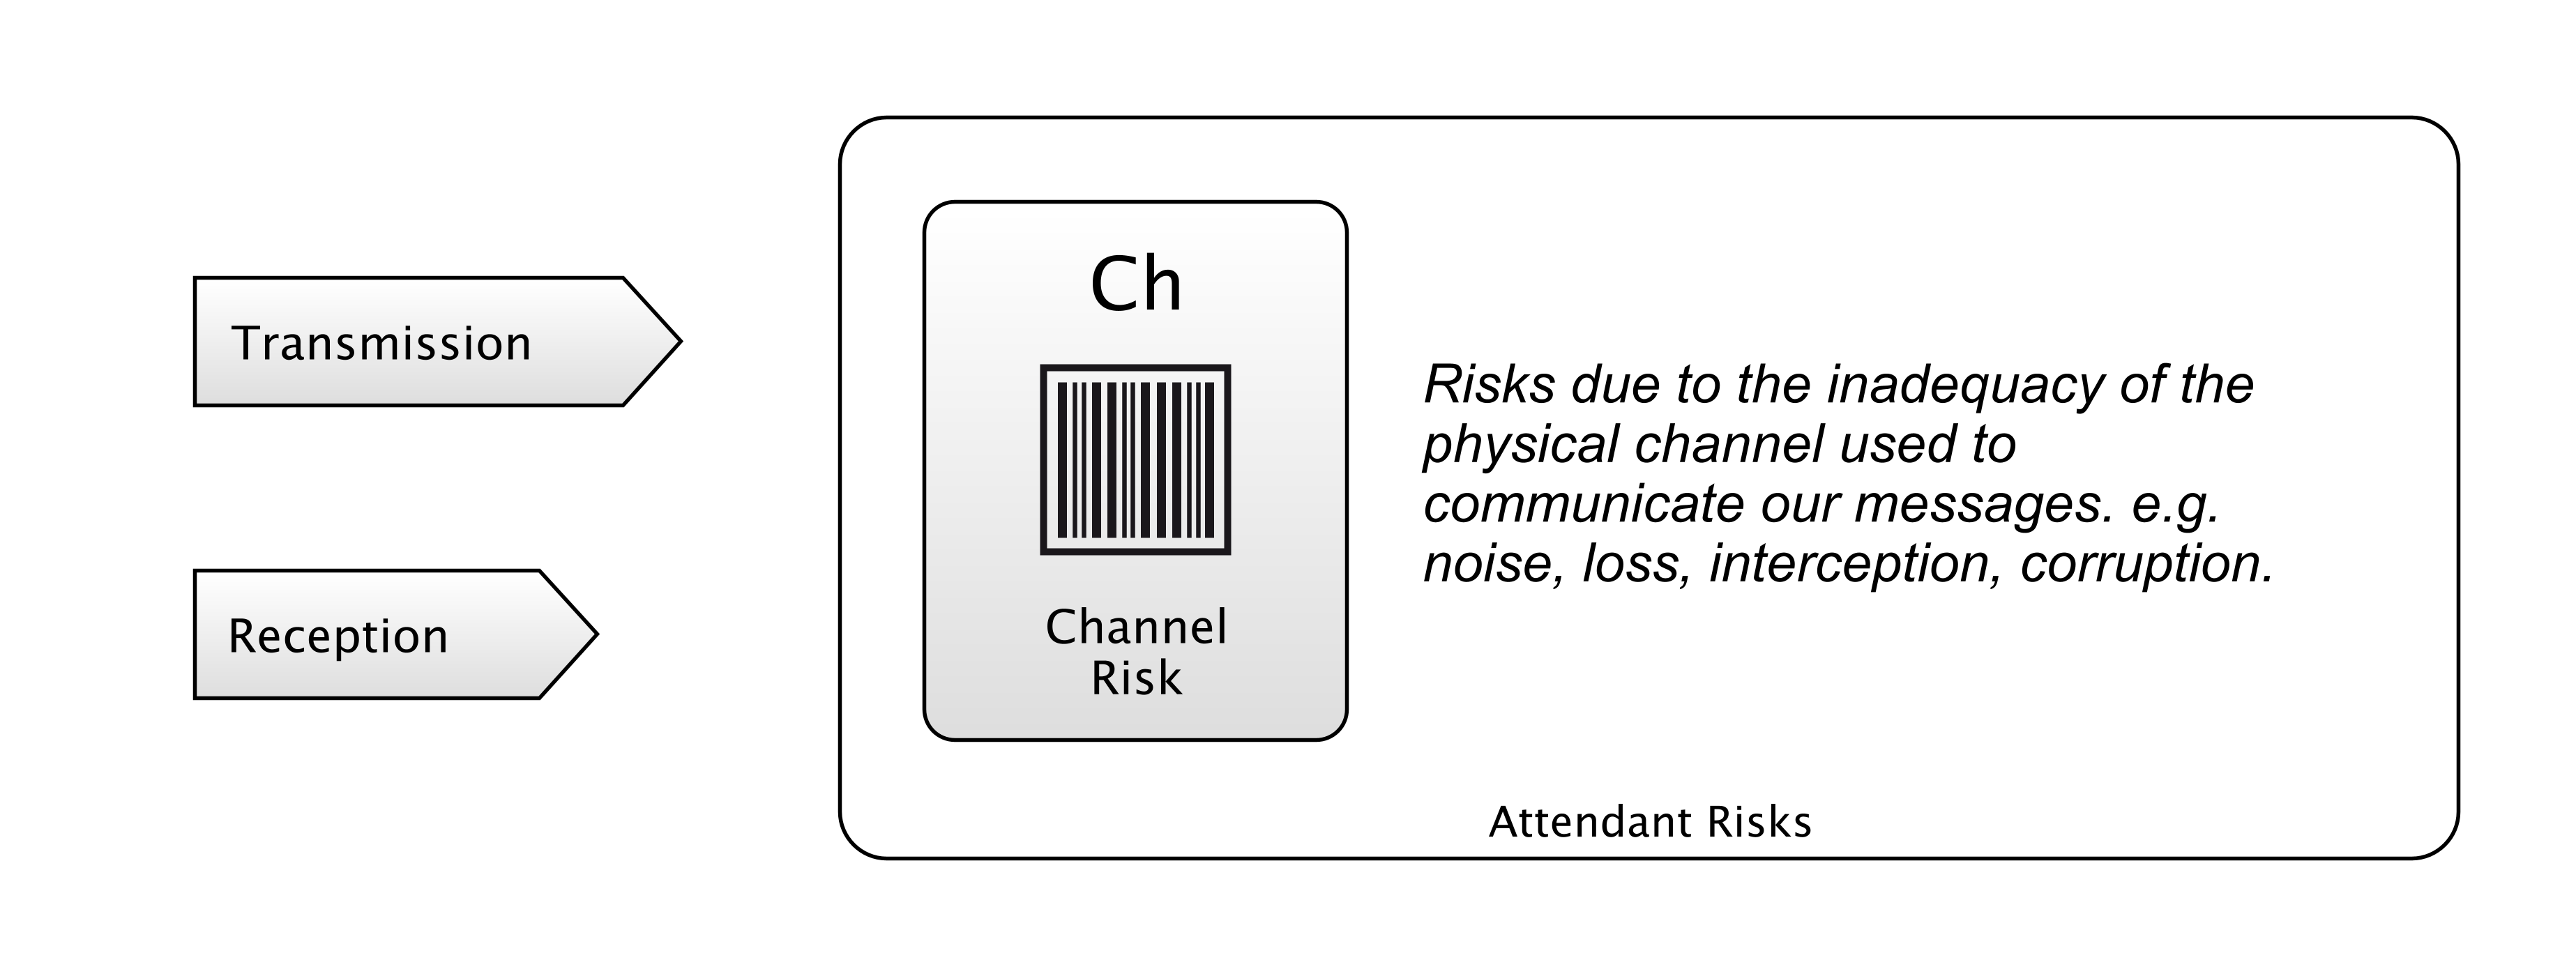 Transmission
Reception
Ch
Channel
Risk
Risks due to the inadequacy of the
physical channel used to
communicate our messages. e.g.
noise, loss, interception, corruption.
Attendant Risks